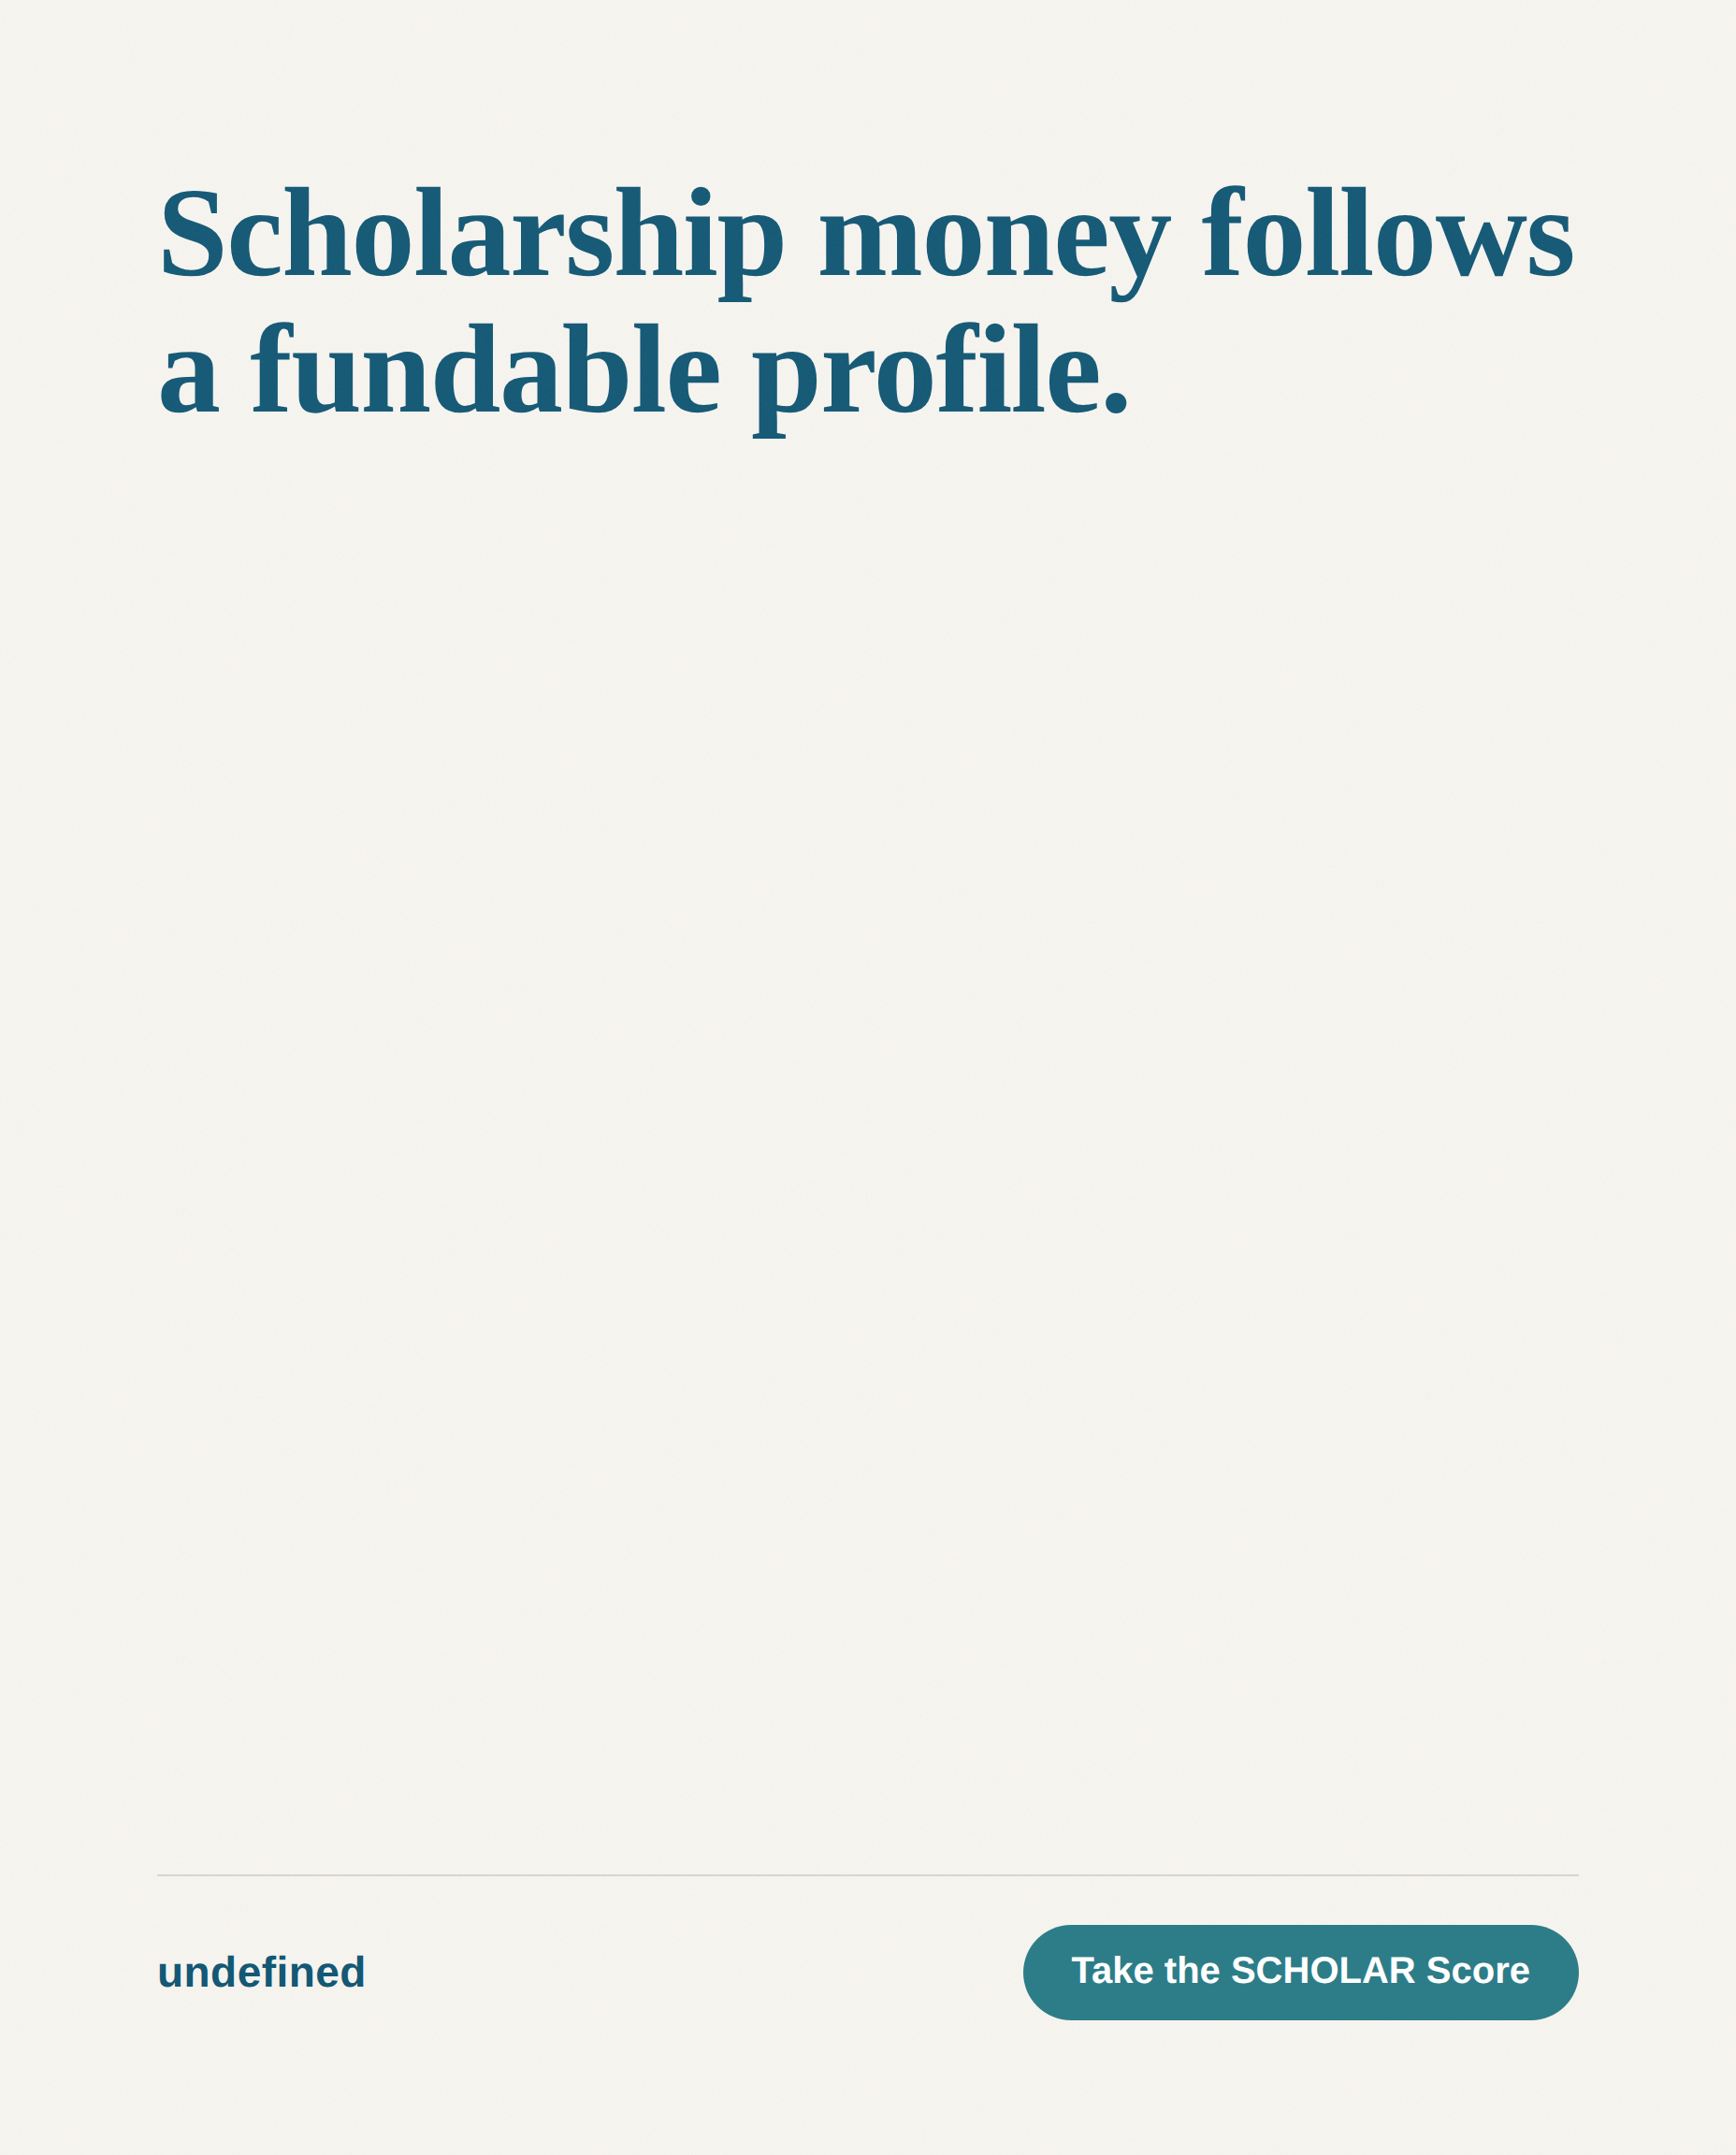 Scholarship money follows
a fundable profile.
undefined
Take the SCHOLAR Score